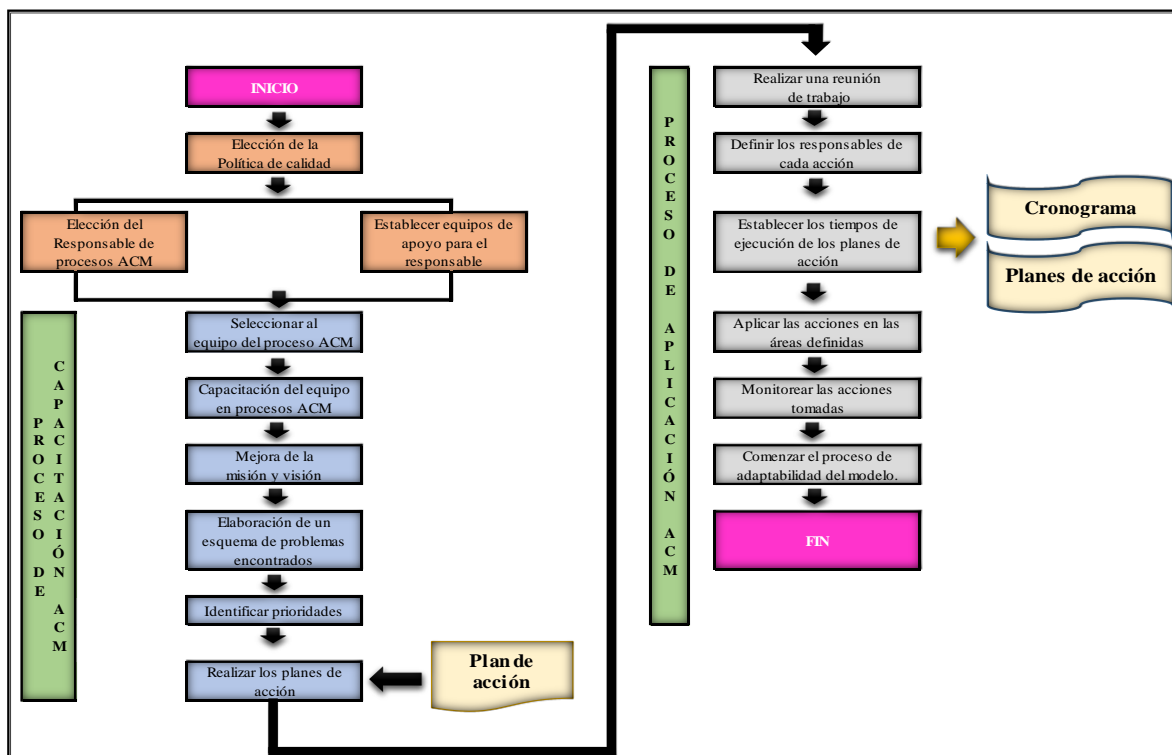 INICIO
Elección de la
Política de calidad
Elección del
Responsable de
procesos ACM
Establecer equipos de
apoyo para el
responsable
PROCESO DE
CAPACITACIÓN ACM
Seleccionar al
equipo del proceso ACM
Capacitación del equipo
en procesos ACM
Mejora de la
misión y visión
Elaboración de un
esquema de problemas
encontrados
Identificar prioridades
Realizar los planes de
acción
Plan de
acción
PROCESO DE APLICACIÓN ACM
Realizar una reunión
de trabajo
Definir los responsables de
cada acción
Establecer los tiempos de
ejecución de los planes de
acción
Cronograma
Planes de acción
Aplicar las acciones en las
áreas definidas
Monitorear las acciones
tomadas
Comenzar el proceso de
adaptabilidad del modelo.
FIN